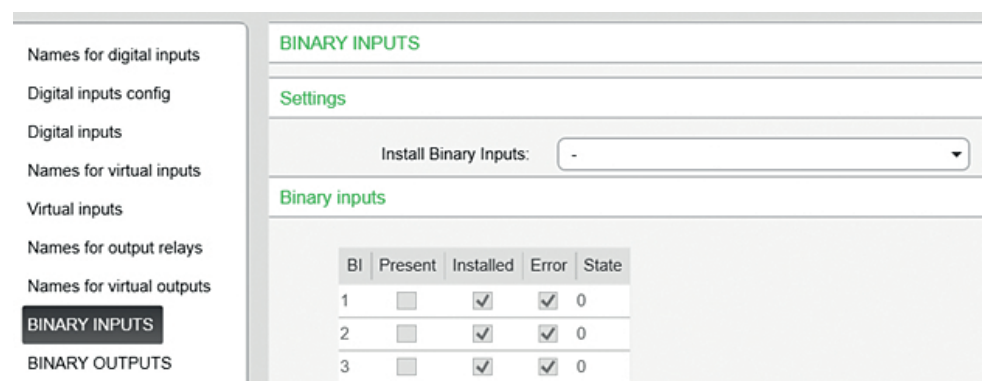 Names for digital inputs
Digital inputs config
Digital inputs
Names for virtual inputs
Virtual inputs
Names for output relays
Names for virtual outputs
BINARY INPUTS
BINARY OUTPUTS
BINARY INPUTS
Settings
Install Binary Inputs: -
Binary inputs
BI Present Installed Error State
1 0
2 0
3 0